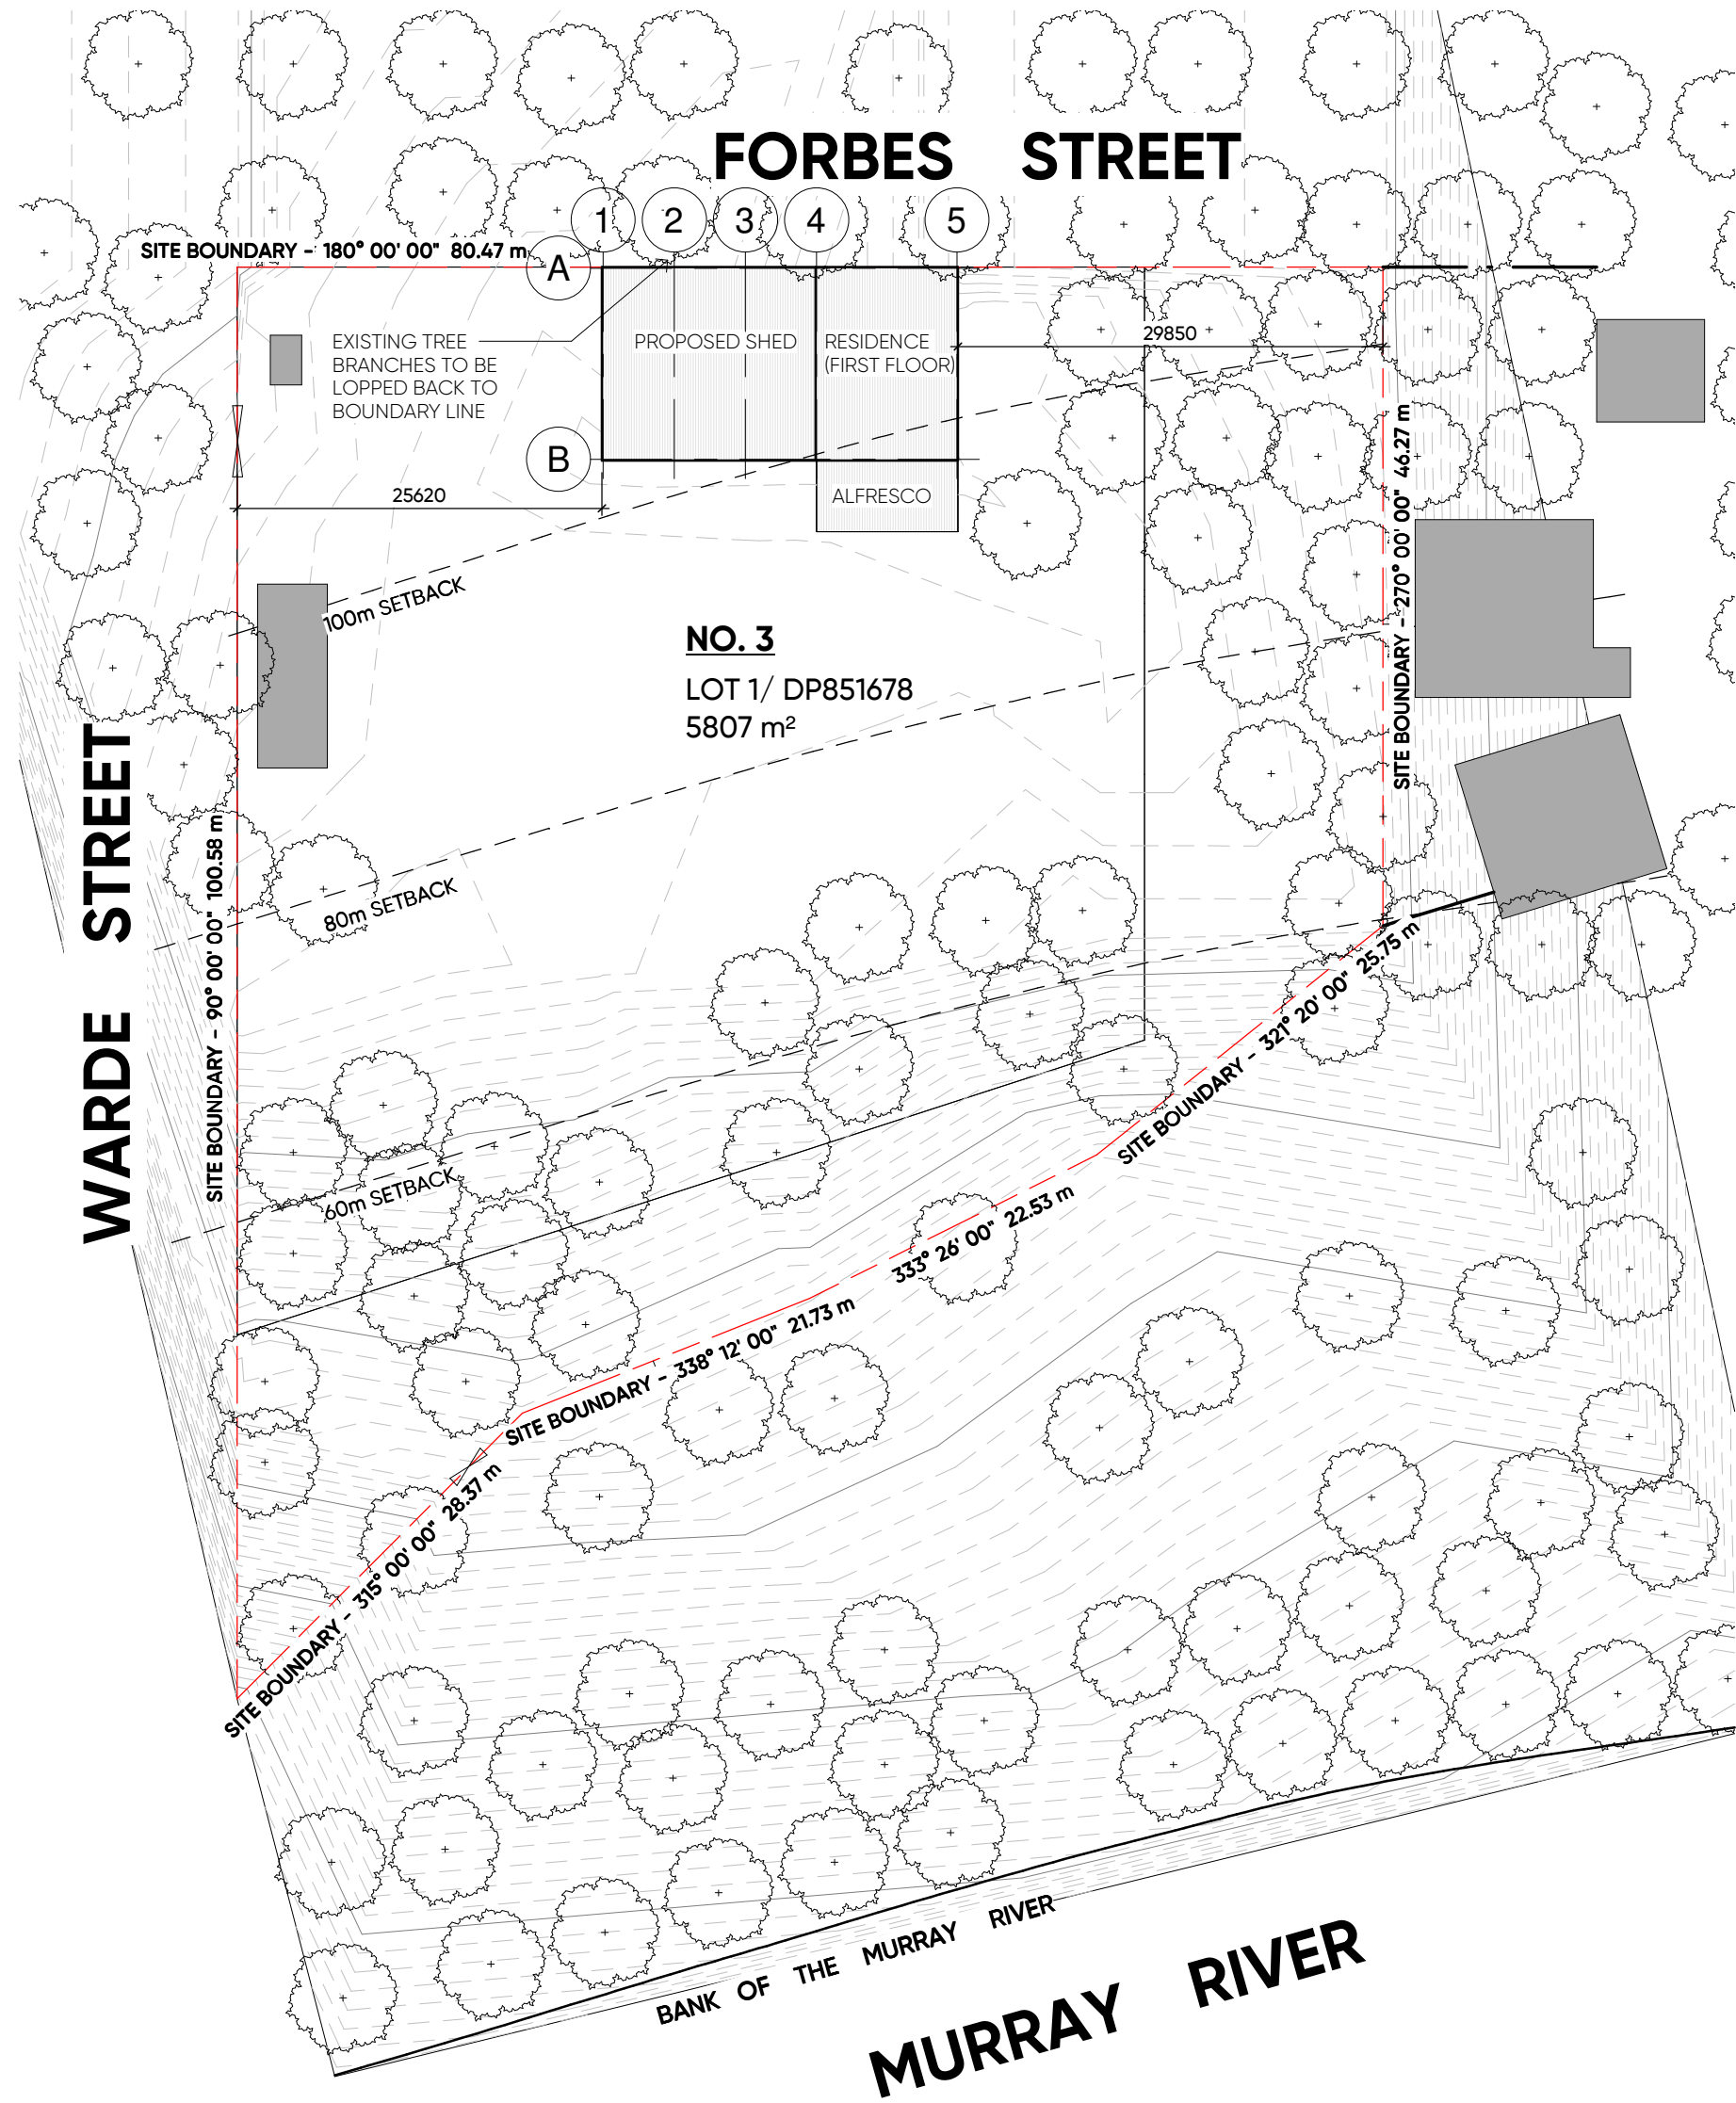 FORBES STREET
1 2 3 4 5
SITE BOUNDARY - 180° 00' 00" 80.47 m
A
EXISTING TREE
BRANCHES TO BE
LOPPED BACK TO
BOUNDARY LINE
PROPOSED SHED
RESIDENCE
(FIRST FLOOR)
29850
B
25620
ALFRESCO
SITE BOUNDARY - 270° 00' 00" 46.27 m
100m SETBACK
NO. 3
LOT 1/ DP851678
5807 m²
WARDE STREET
SITE BOUNDARY - 90° 00' 00" 100.58 m
80m SETBACK
60m SETBACK
SITE BOUNDARY - 321° 20' 00" 25.75 m
333° 26' 00" 22.53 m
SITE BOUNDARY - 338° 12' 00" 21.73 m
SITE BOUNDARY - 315° 00' 00" 28.37 m
BANK OF THE MURRAY RIVER
MURRAY RIVER